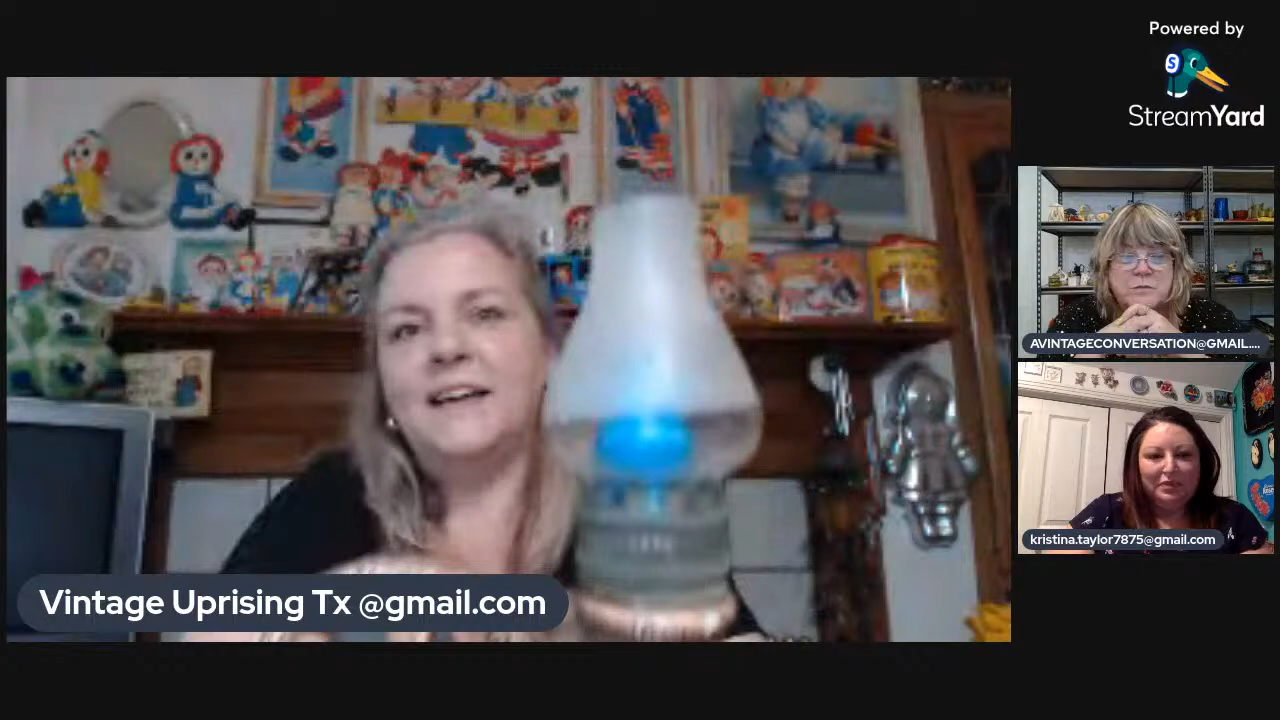 Powered by
StreamYard
AVINTAGECONVERSATION@GMAIL....
kristina.taylor7875@gmail.com
Vintage Uprising Tx @gmail.com